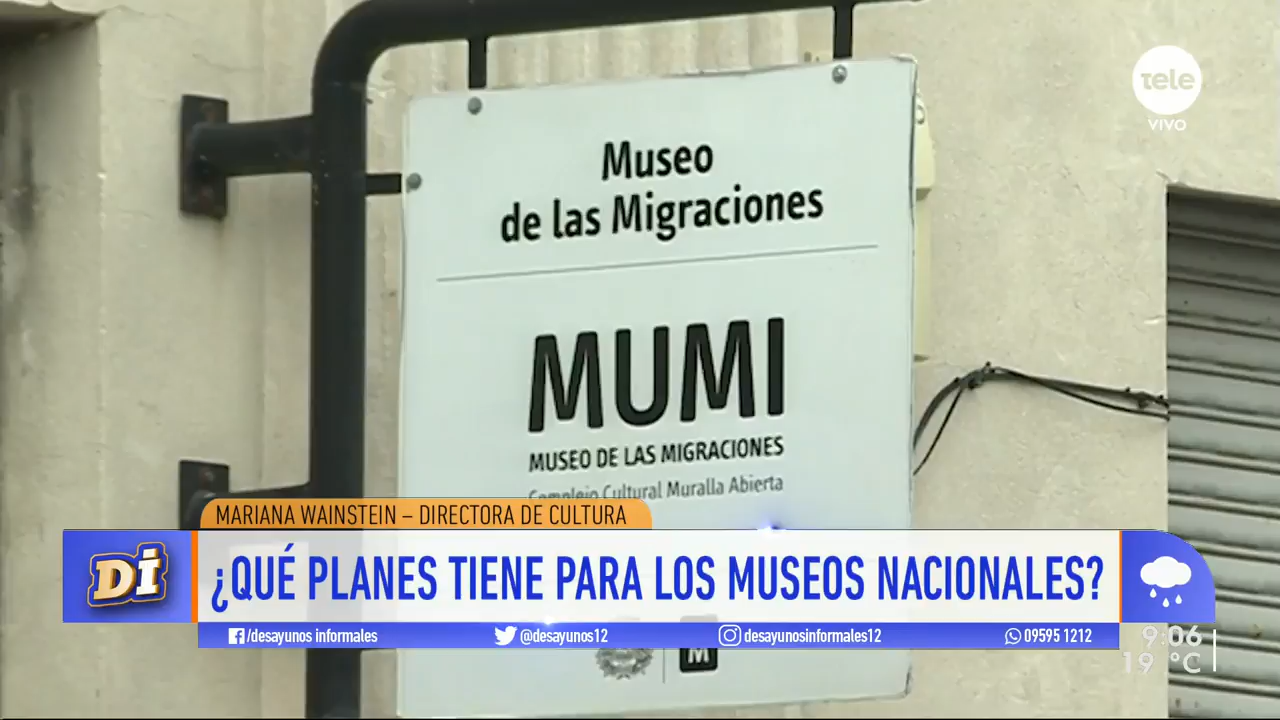 tele
VIVO
Museo
de las Migraciones
MUMI
MUSEO DE LAS MIGRACIONES
Complejo Cultural Muralla Abierta
MARIANA WAINSTEIN – DIRECTORA DE CULTURA
Di
¿QUÉ PLANES TIENE PARA LOS MUSEOS NACIONALES?
/desayunos informales
@desayunos12
desayunosinformales12
09595 1212
9:06
19 °C
M